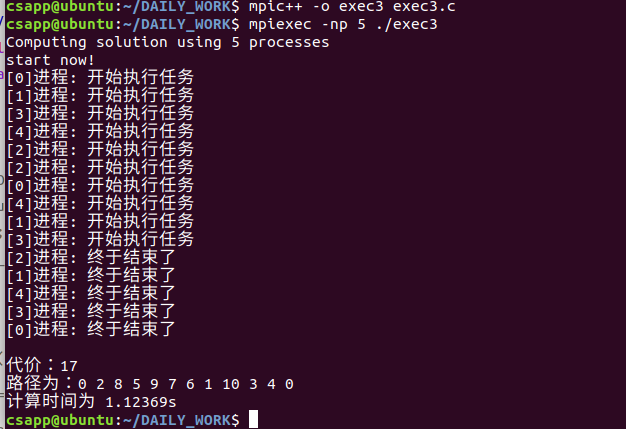 csapp@ubuntu:~/DAILY_WORK$ mpic++ -o exec3 exec3.c
csapp@ubuntu:~/DAILY_WORK$ mpiexec -np 5 ./exec3
Computing solution using 5 processes
start now!
[0]进程: 开始执行任务
[1]进程: 开始执行任务
[3]进程: 开始执行任务
[4]进程: 开始执行任务
[2]进程: 开始执行任务
[2]进程: 开始执行任务
[0]进程: 开始执行任务
[4]进程: 开始执行任务
[1]进程: 开始执行任务
[3]进程: 开始执行任务
[2]进程: 终于结束了
[1]进程: 终于结束了
[4]进程: 终于结束了
[3]进程: 终于结束了
[0]进程: 终于结束了
代价：17
路径为：0 2 8 5 9 7 6 1 10 3 4 0
计算时间为 1.12369s
csapp@ubuntu:~/DAILY_WORK$